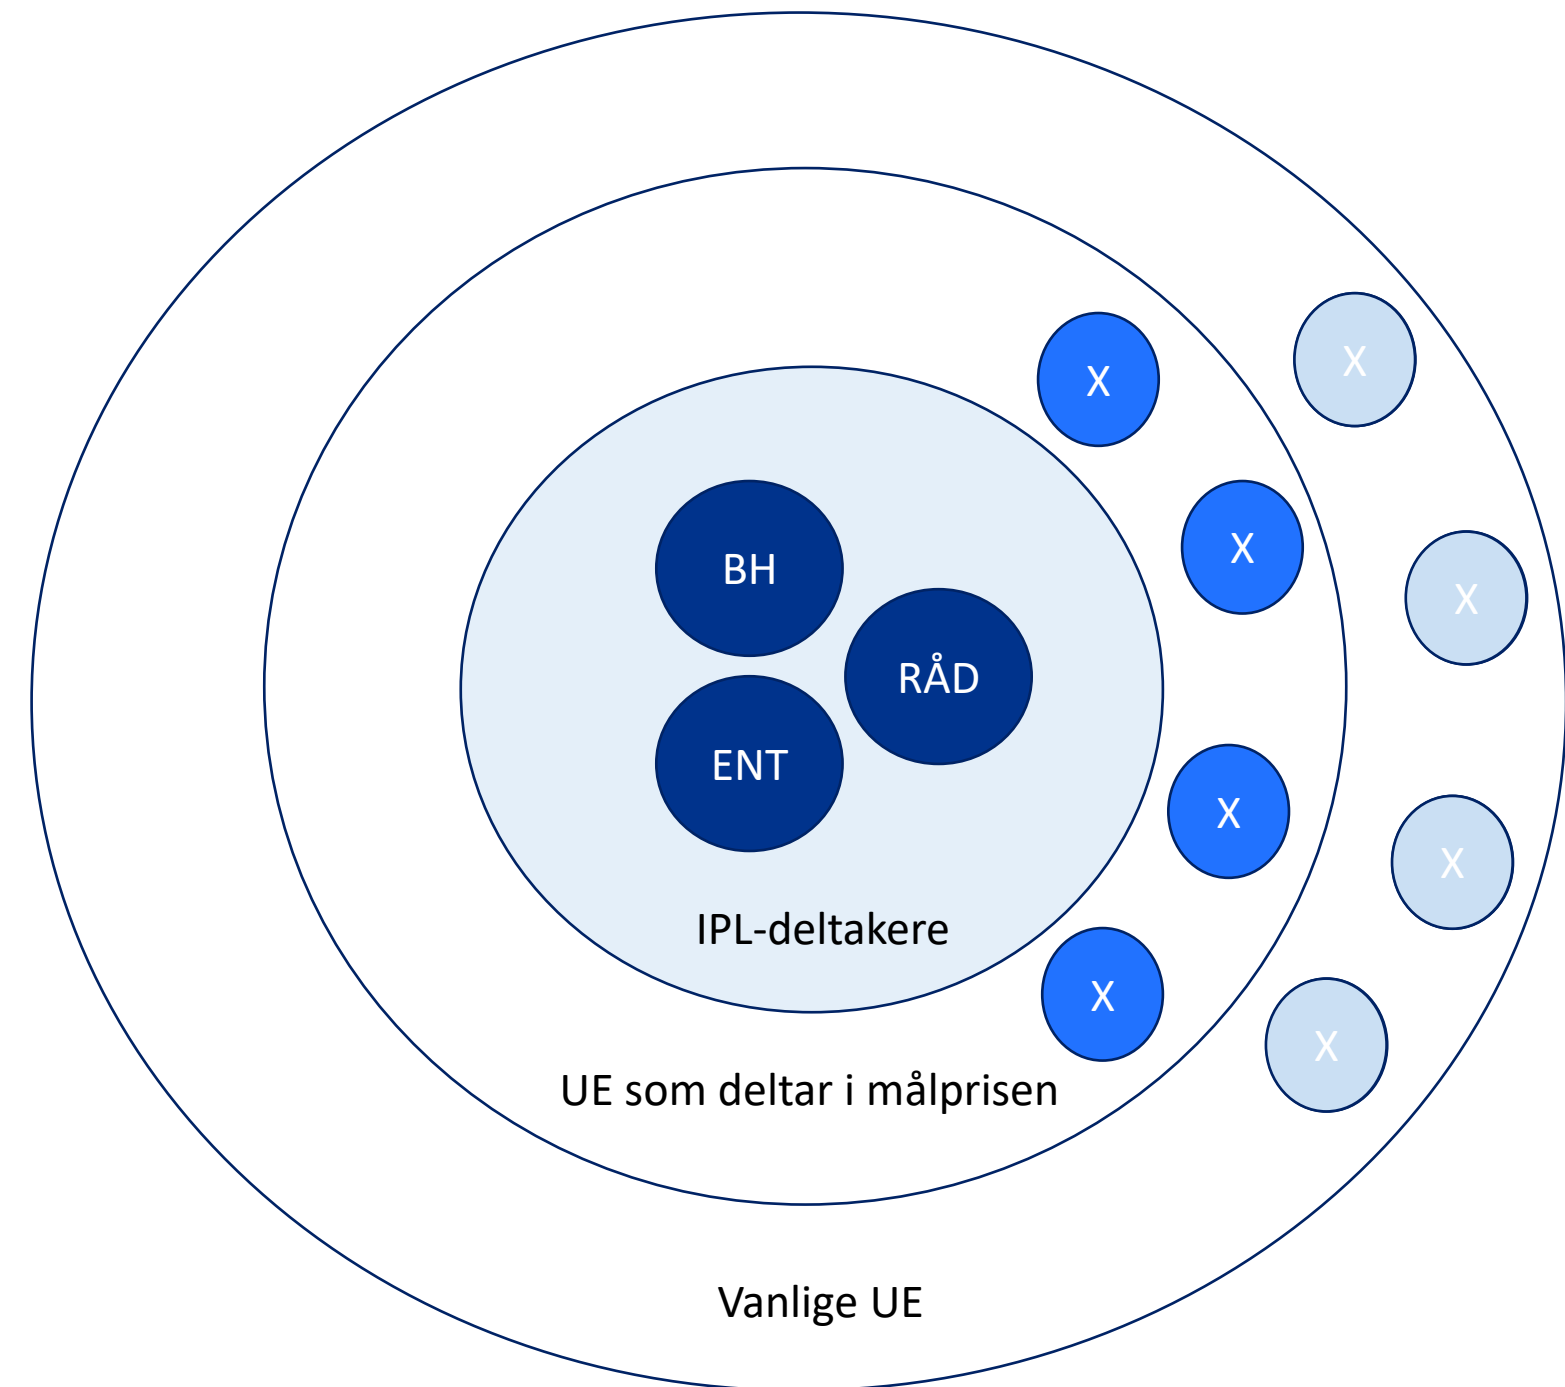 X
X
X
X
BH
X
RÅD
ENT
X
X
IPL-deltakere
X
X
UE som deltar i målprisen
Vanlige UE